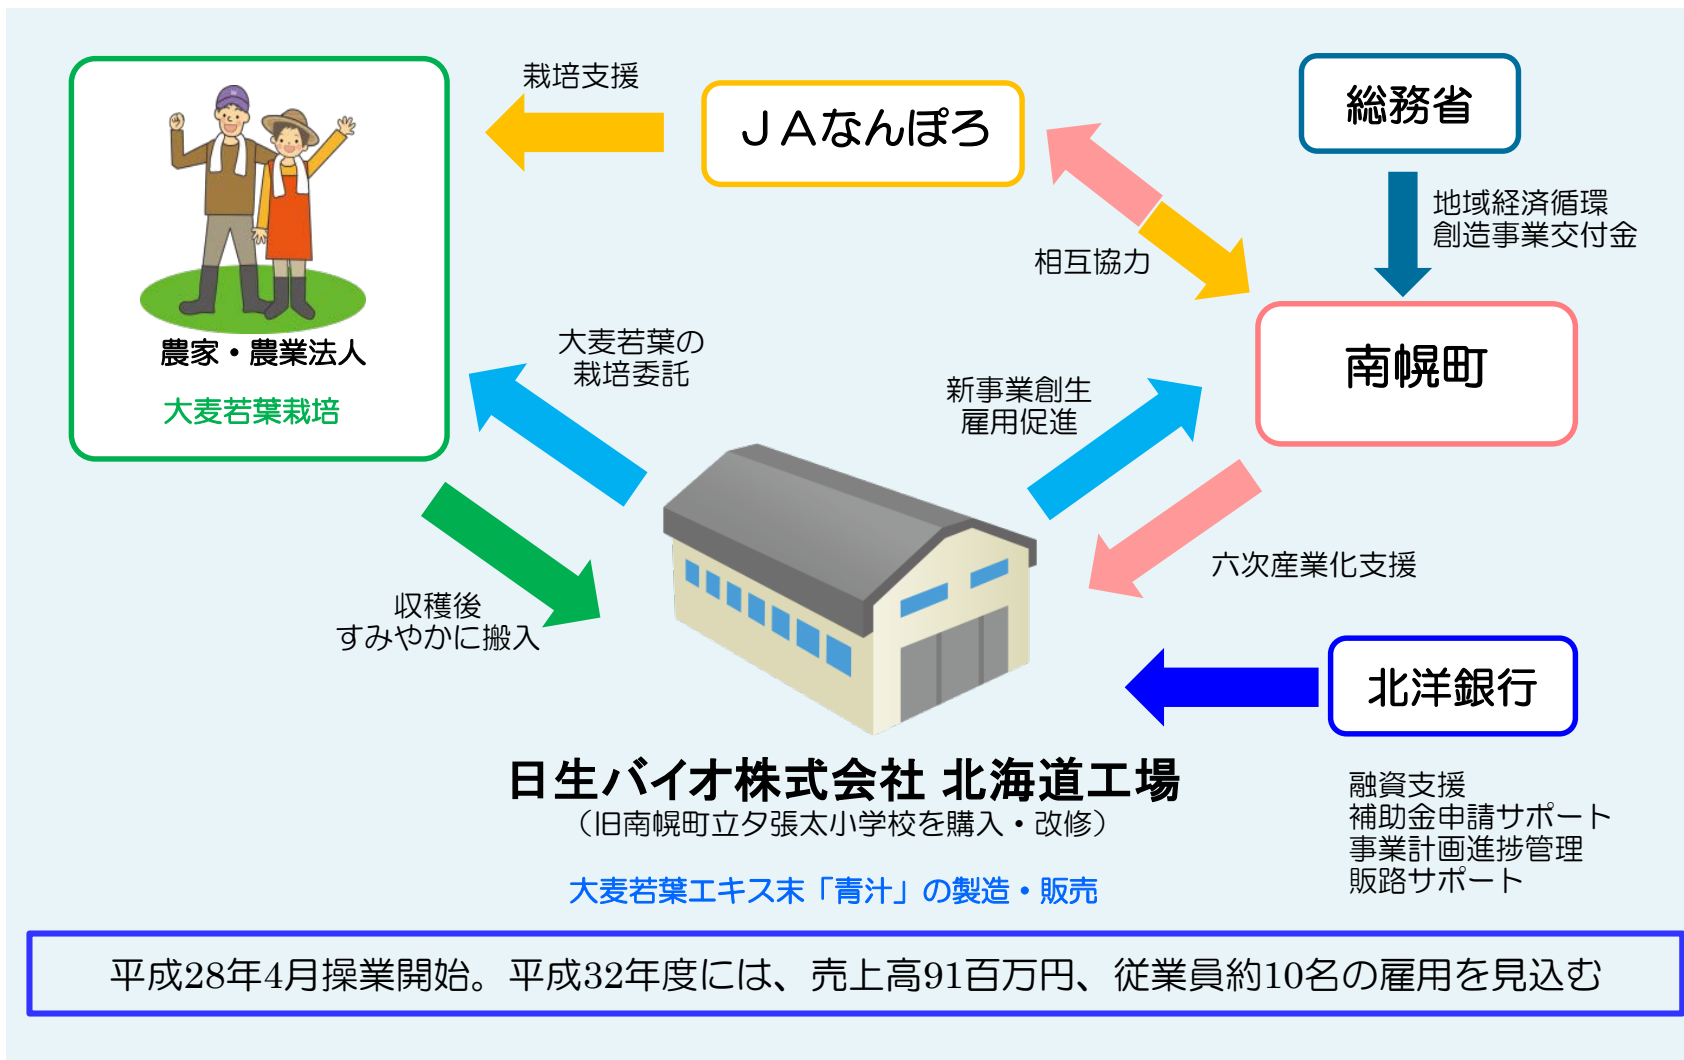 栽培支援
ＪＡなんぽろ
総務省
地域経済循環
創造事業交付金
相互協力
南幌町
農家・農業法人
大麦若葉栽培
大麦若葉の
栽培委託
新事業創生
雇用促進
六次産業化支援
収穫後
すみやかに搬入
北洋銀行
融資支援
補助金申請サポート
事業計画進捗管理
販路サポート
日生バイオ株式会社 北海道工場
（旧南幌町立夕張太小学校を購入・改修）
大麦若葉エキス末「青汁」の製造・販売
平成28年4月操業開始。平成32年度には、売上高91百万円、従業員約10名の雇用を見込む